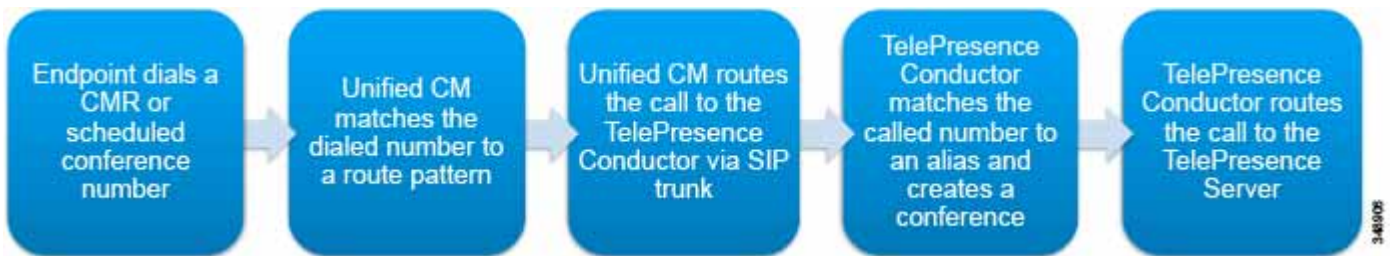 Endpoint dials a
CMR or
scheduled
conference
number
Unified CM
matches the
dialed number to
a route pattern
Unified CM routes
the call to the
TelePresence
Conductor via SIP
trunk
TelePresence
Conductor
matches the
called number to
an alias and
creates a
conference
TelePresence
Conductor routes
the call to the
TelePresence
Server
348906